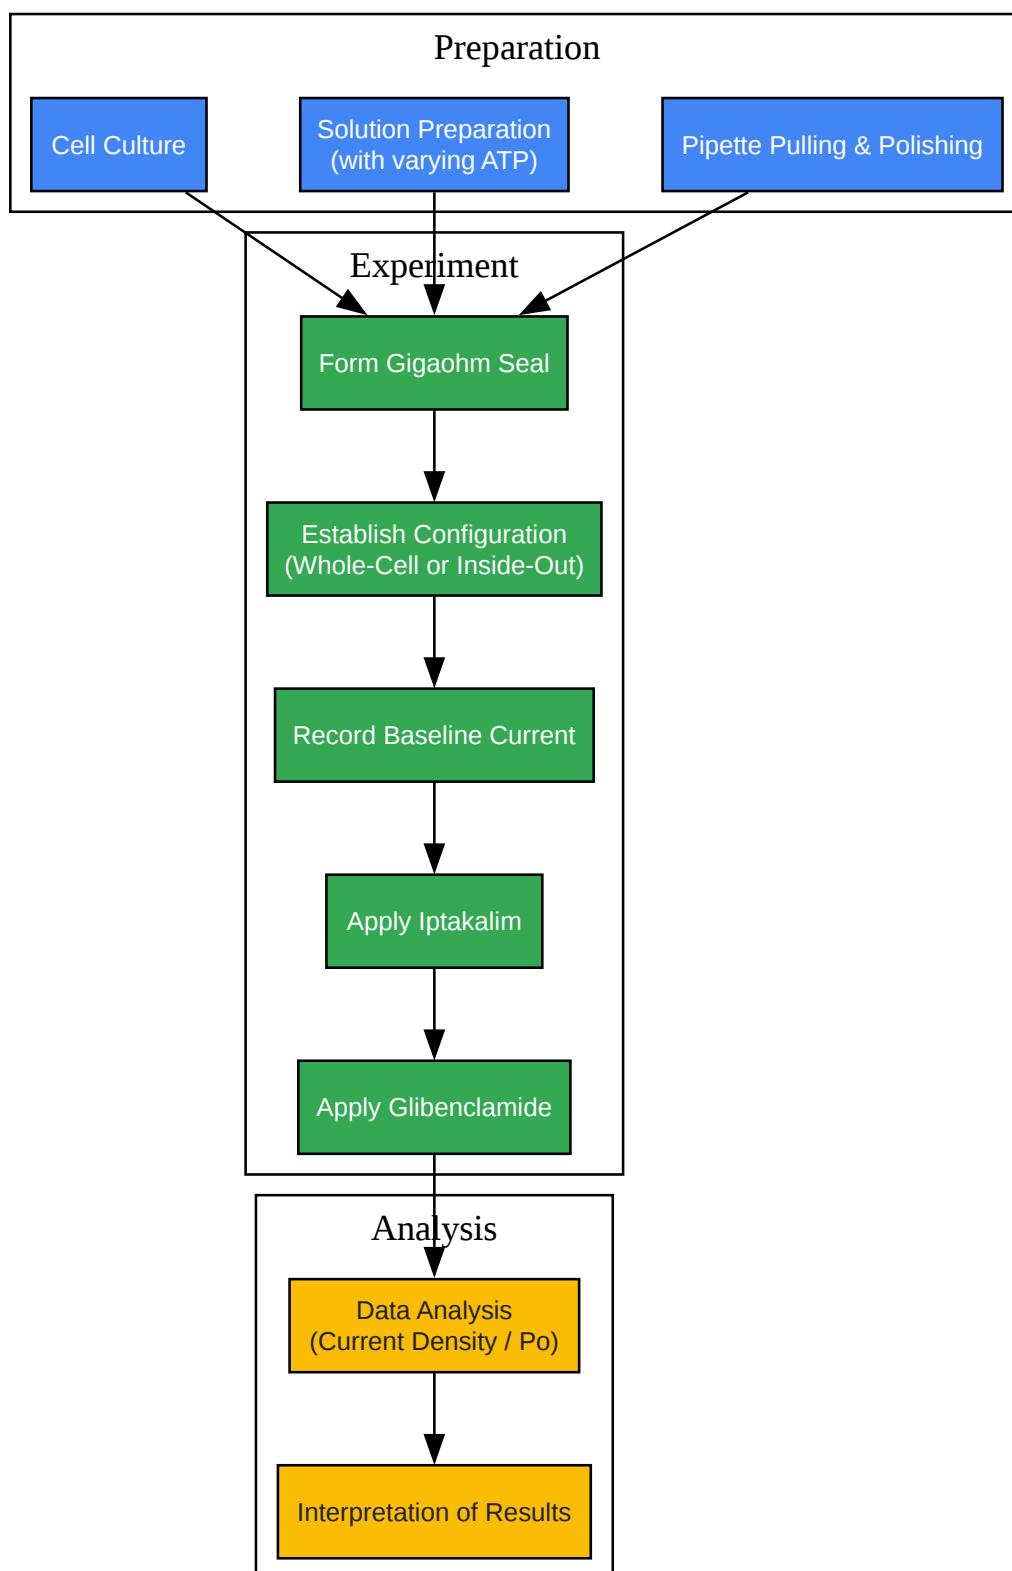 Preparation
Cell Culture
Solution Preparation
(with varying ATP)
Pipette Pulling & Polishing
Experiment
Form Gigaohm Seal
Establish Configuration
(Whole-Cell or Inside-Out)
Record Baseline Current
Apply Iptakalim
Apply Glibenclamide
Analysis
Data Analysis
(Current Density / Po)
Interpretation of Results